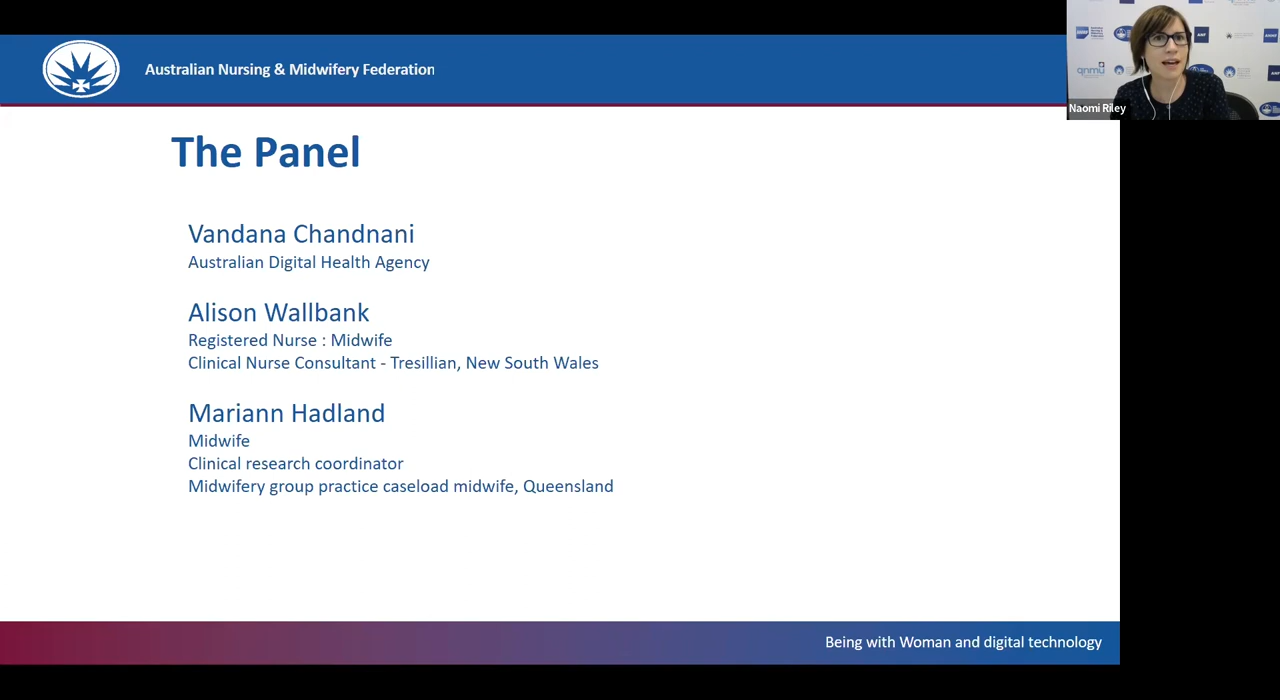 Australian Nursing & Midwifery Federation
qnmu
Naomi Riley
The Panel
Vandana Chandnani
Australian Digital Health Agency
Alison Wallbank
Registered Nurse : Midwife
Clinical Nurse Consultant - Tresillian, New South Wales
Mariann Hadland
Midwife
Clinical research coordinator
Midwifery group practice caseload midwife, Queensland
Being with Woman and digital technology